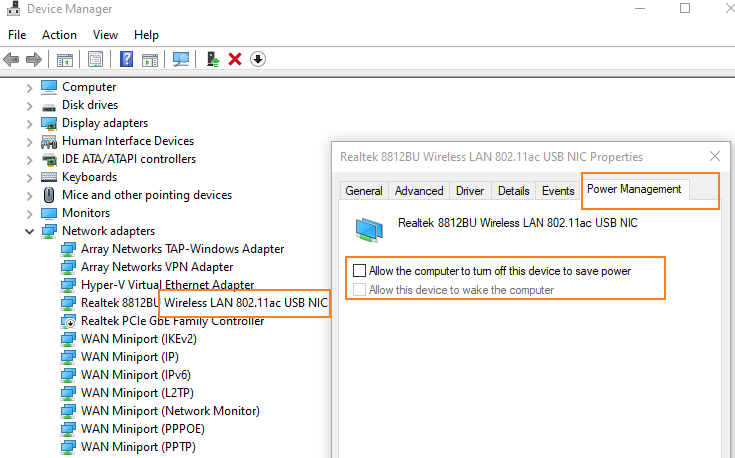 Device Manager
File Action View Help
Computer
Disk drives
Display adapters
Human Interface Devices
IDE ATA/ATAPI controllers
Keyboards
Mice and other pointing devices
Monitors
Network adapters
Array Networks TAP-Windows Adapter
Array Networks VPN Adapter
Hyper-V Virtual Ethernet Adapter
Realtek 8812BU Wireless LAN 802.11ac USB NIC
Realtek PCIe GbE Family Controller
WAN Miniport (IKEv2)
WAN Miniport (IP)
WAN Miniport (IPv6)
WAN Miniport (L2TP)
WAN Miniport (Network Monitor)
WAN Miniport (PPPOE)
WAN Miniport (PPTP)
Realtek 8812BU Wireless LAN 802.11ac USB NIC Properties
General Advanced Driver Details Events Power Management
Realtek 8812BU Wireless LAN 802.11ac USB NIC
Allow the computer to turn off this device to save power
Allow this device to wake the computer